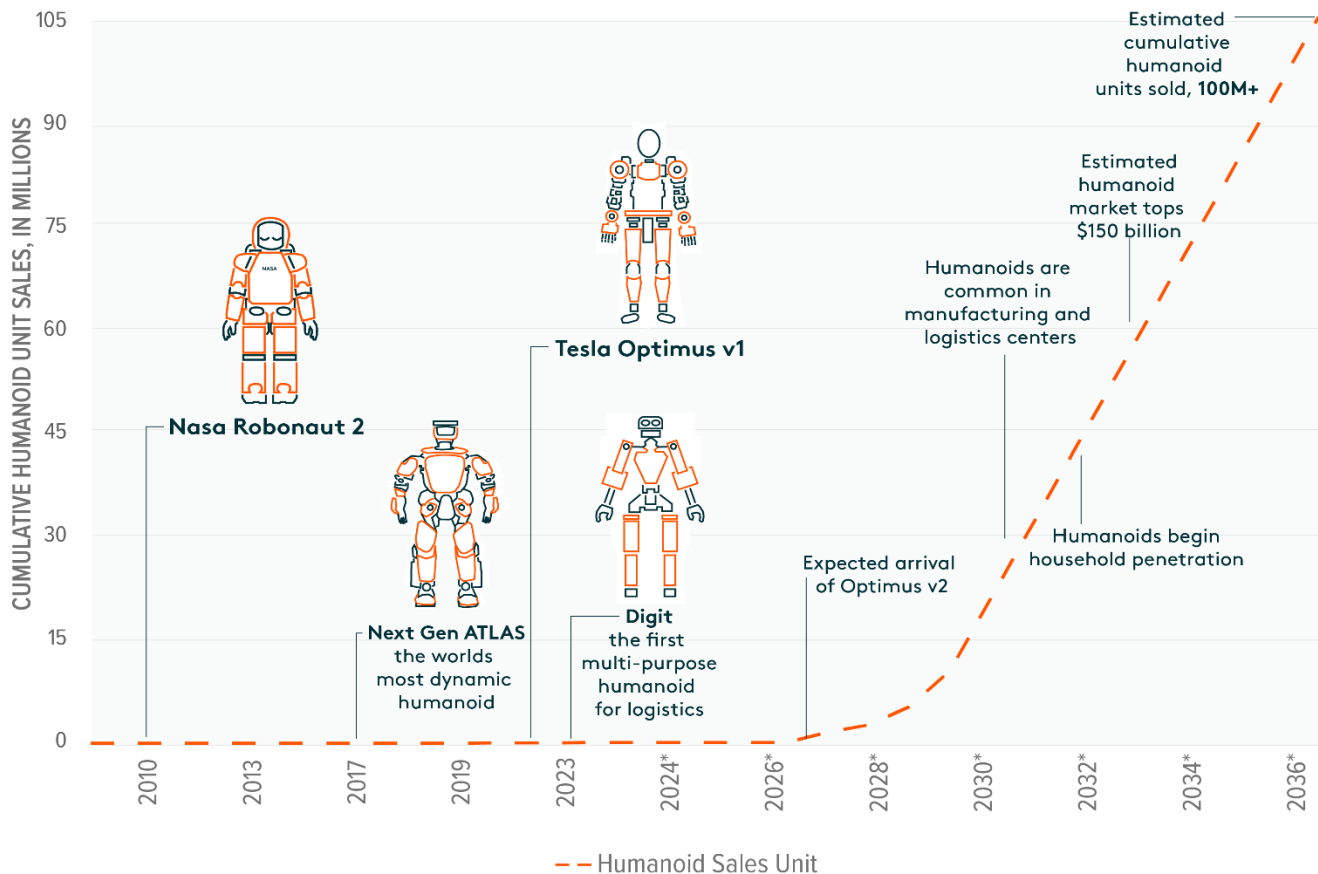 105
90
75
60
45
30
15
0
CUMULATIVE HUMANOID UNIT SALES, IN MILLIONS
NASA
Nasa Robonaut 2
Next Gen ATLAS
the worlds
most dynamic
humanoid
Tesla Optimus v1
Digit
the first
multi-purpose
humanoid
for logistics
Expected arrival
of Optimus v2
Humanoids are
common in
manufacturing and
logistics centers
Humanoids begin
household penetration
Estimated
humanoid
market tops
$150 billion
Estimated
cumulative
humanoid
units sold, 100M+
2010
2013
2017
2019
2023
2024*
2026*
2028*
2030*
2032*
2034*
2036*
Humanoid Sales Unit